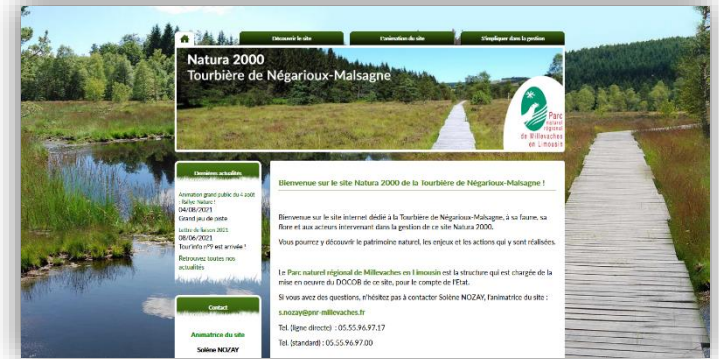 Découvrir le site
L'animation du site
S'impliquer dans la gestion
Natura 2000
Tourbière de Négarioux-Malsagne
Parc
naturel
régional
de Millevaches
en Limousin
Dernières actualités
Animation grand public du 4 août
: Rallye Nature !
04/08/2021
Grand jeu de piste
Lettre de liaison 2021
08/06/2021
Tour'info n°9 est arrivée !
Retrouvez toutes nos
actualités
Contact
Animatrice du site
Solène NOZAY
Bienvenue sur le site Natura 2000 de la Tourbière de Négarioux-Malsagne !
Bienvenue sur le site internet dédié à la Tourbière de Négarioux-Malsagne, à sa faune, sa
flore et aux acteurs intervenant dans la gestion de ce site Natura 2000.
Vous pourrez y découvrir le patrimoine naturel, les enjeux et les actions qui y sont réalisées.
Le Parc naturel régional de Millevaches en Limousin est la structure qui est chargée de la
mise en oeuvre du DOCOB de ce site, pour le compte de l'Etat.
Si vous avez des questions, n'hésitez pas à contacter Solène NOZAY, l'animatrice du site :
s.nozay@pnr-millevaches.fr
Tel. (ligne directe) : 05.55.96.97.17
Tel. (standard) : 05.55.96.97.00